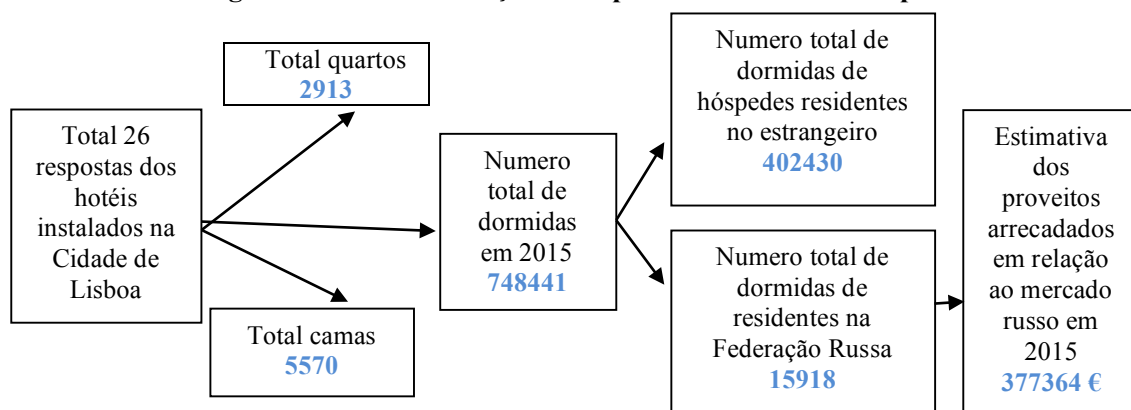 Total quartos
2913
Total 26
respostas dos
hotéis
instalados na
Cidade de
Lisboa
Total camas
5570
Numero
total de
dormidas
em 2015
748441
Numero total de
dormidas de
hóspedes residentes
no estrangeiro
402430
Numero total de
dormidas de
residentes na
Federação Russa
15918
Estimativa
dos
proveitos
arrecadados
em relação
ao mercado
russo em
2015
377364 €